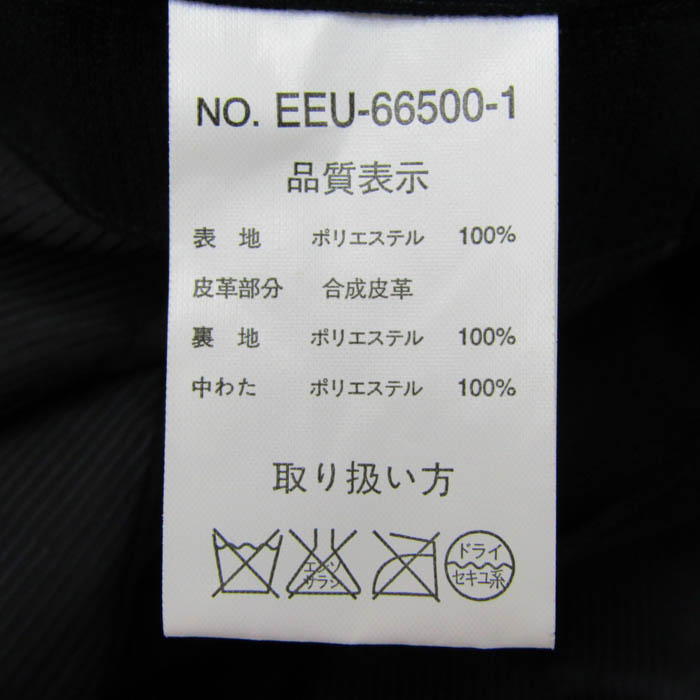 NO. EEU-66500-1
品質表示
表 地 ポリエステル 100%
皮革部分 合成皮革
裏 地 ポリエステル 100%
中わた ポリエステル 100%
取り扱い方
エンソ
サラシ
ドライ
セキユ系